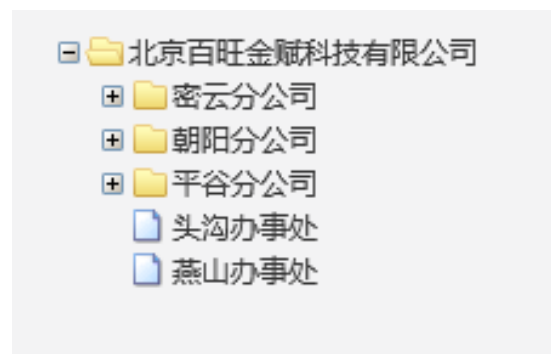 北京百旺金赋科技有限公司
密云分公司
朝阳分公司
平谷分公司
头沟办事处
燕山办事处